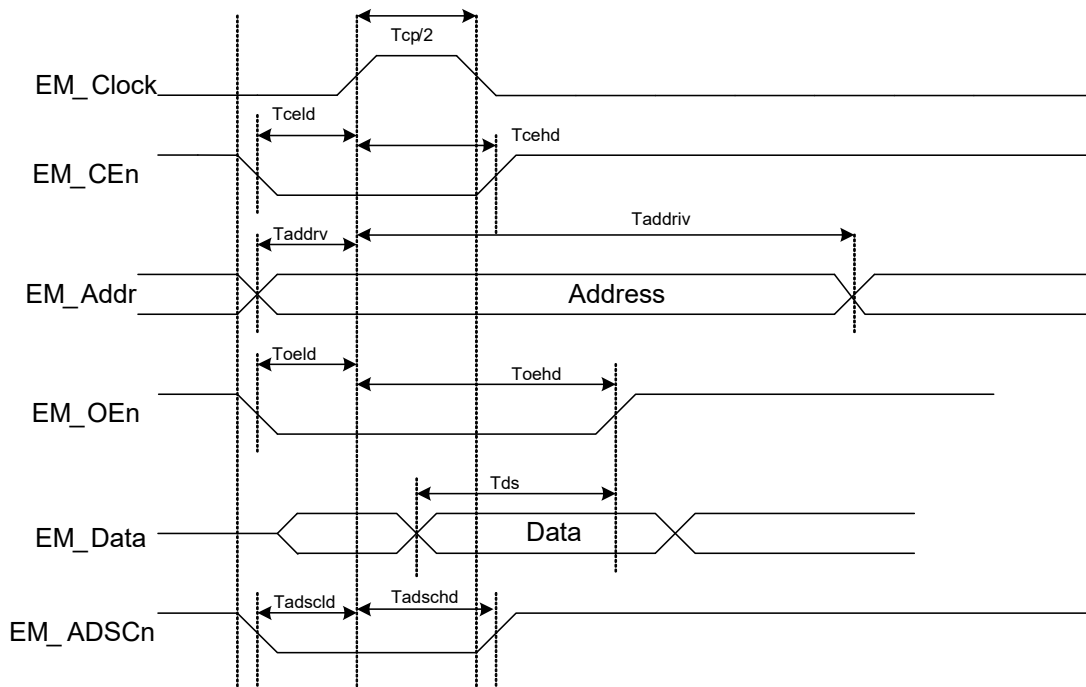 Tcp/2
EM_Clock
Tceld
Tcehd
EM_CEn
Taddrv
Taddriv
EM_Addr
Address
Toeld
Toehd
EM_OEn
Tds
EM_Data
Data
Tadscld
Tadschd
EM_ADSCn